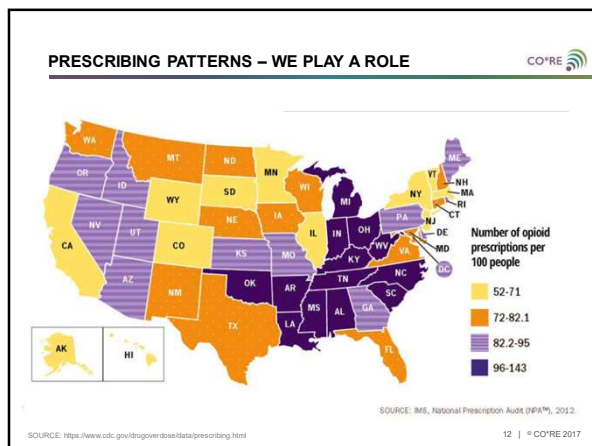 PRESCRIBING PATTERNS – WE PLAY A ROLE
CO*RE
WA
MT
ND
MN
VT
ME
OR
ID
SD
WI
NY
NH
MA
WY
MI
RI
CT
NV
NE
IA
PA
NJ
UT
CO
IL
IN
OH
DE
CA
KS
MO
WV
VA
MD
KY
DC
AZ
NM
OK
AR
TN
NC
SC
MS
AL
GA
TX
LA
FL
AK
HI
Number of opioid
prescriptions per
100 people
52-71
72-82.1
82.2-95
96-143
SOURCE: IMS, National Prescription Audit (NPA™), 2012.
SOURCE: https://www.cdc.gov/drugoverdose/data/prescribing.html
12 | © CO*RE 2017